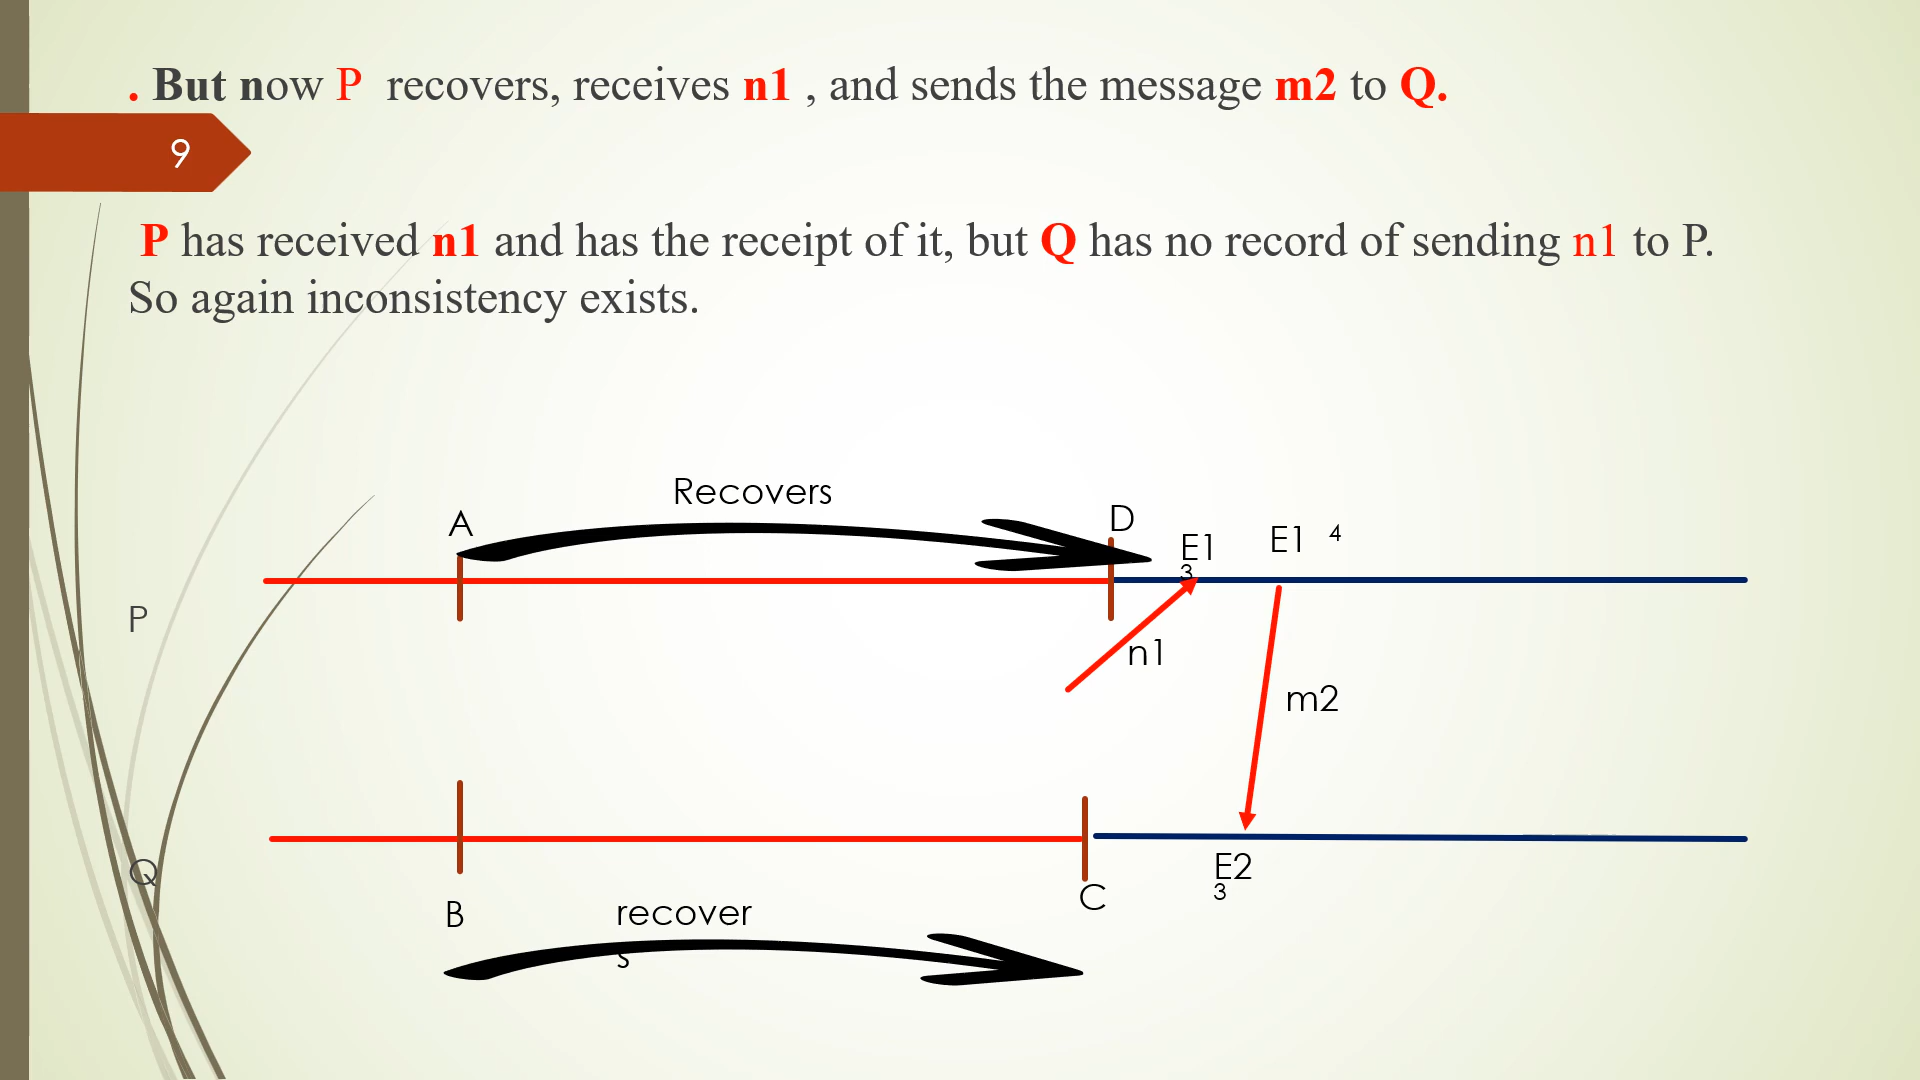 . But now P recovers, receives n1 , and sends the message m2 to Q.
9
P has received n1 and has the receipt of it, but Q has no record of sending n1 to P.
So again inconsistency exists.
Recovers
A
D
E1
3
E1 4
P
n1
m2
Q
E2
3
B
recover
s
C